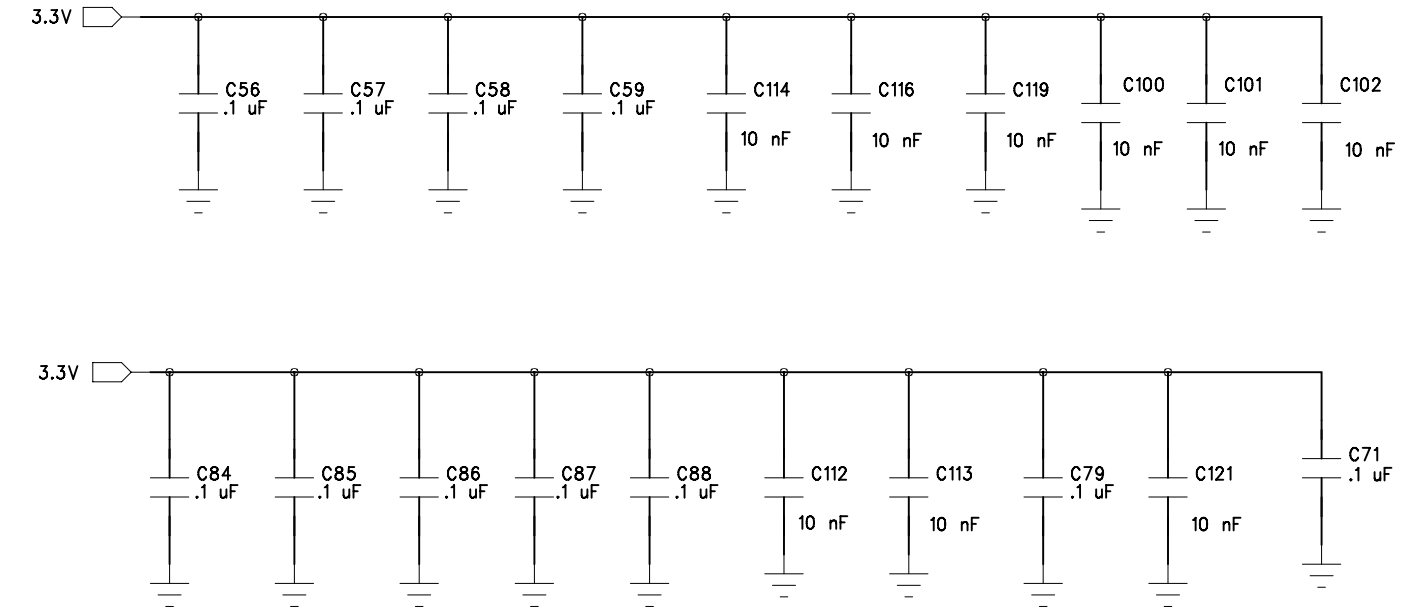 3.3V
C56
.1 uF
C57
.1 uF
C58
.1 uF
C59
.1 uF
C114
10 nF
C116
10 nF
C119
10 nF
C100
10 nF
C101
10 nF
C102
10 nF
3.3V
C84
.1 uF
C85
.1 uF
C86
.1 uF
C87
.1 uF
C88
.1 uF
C112
10 nF
C113
10 nF
C79
.1 uF
C121
10 nF
C71
.1 uF